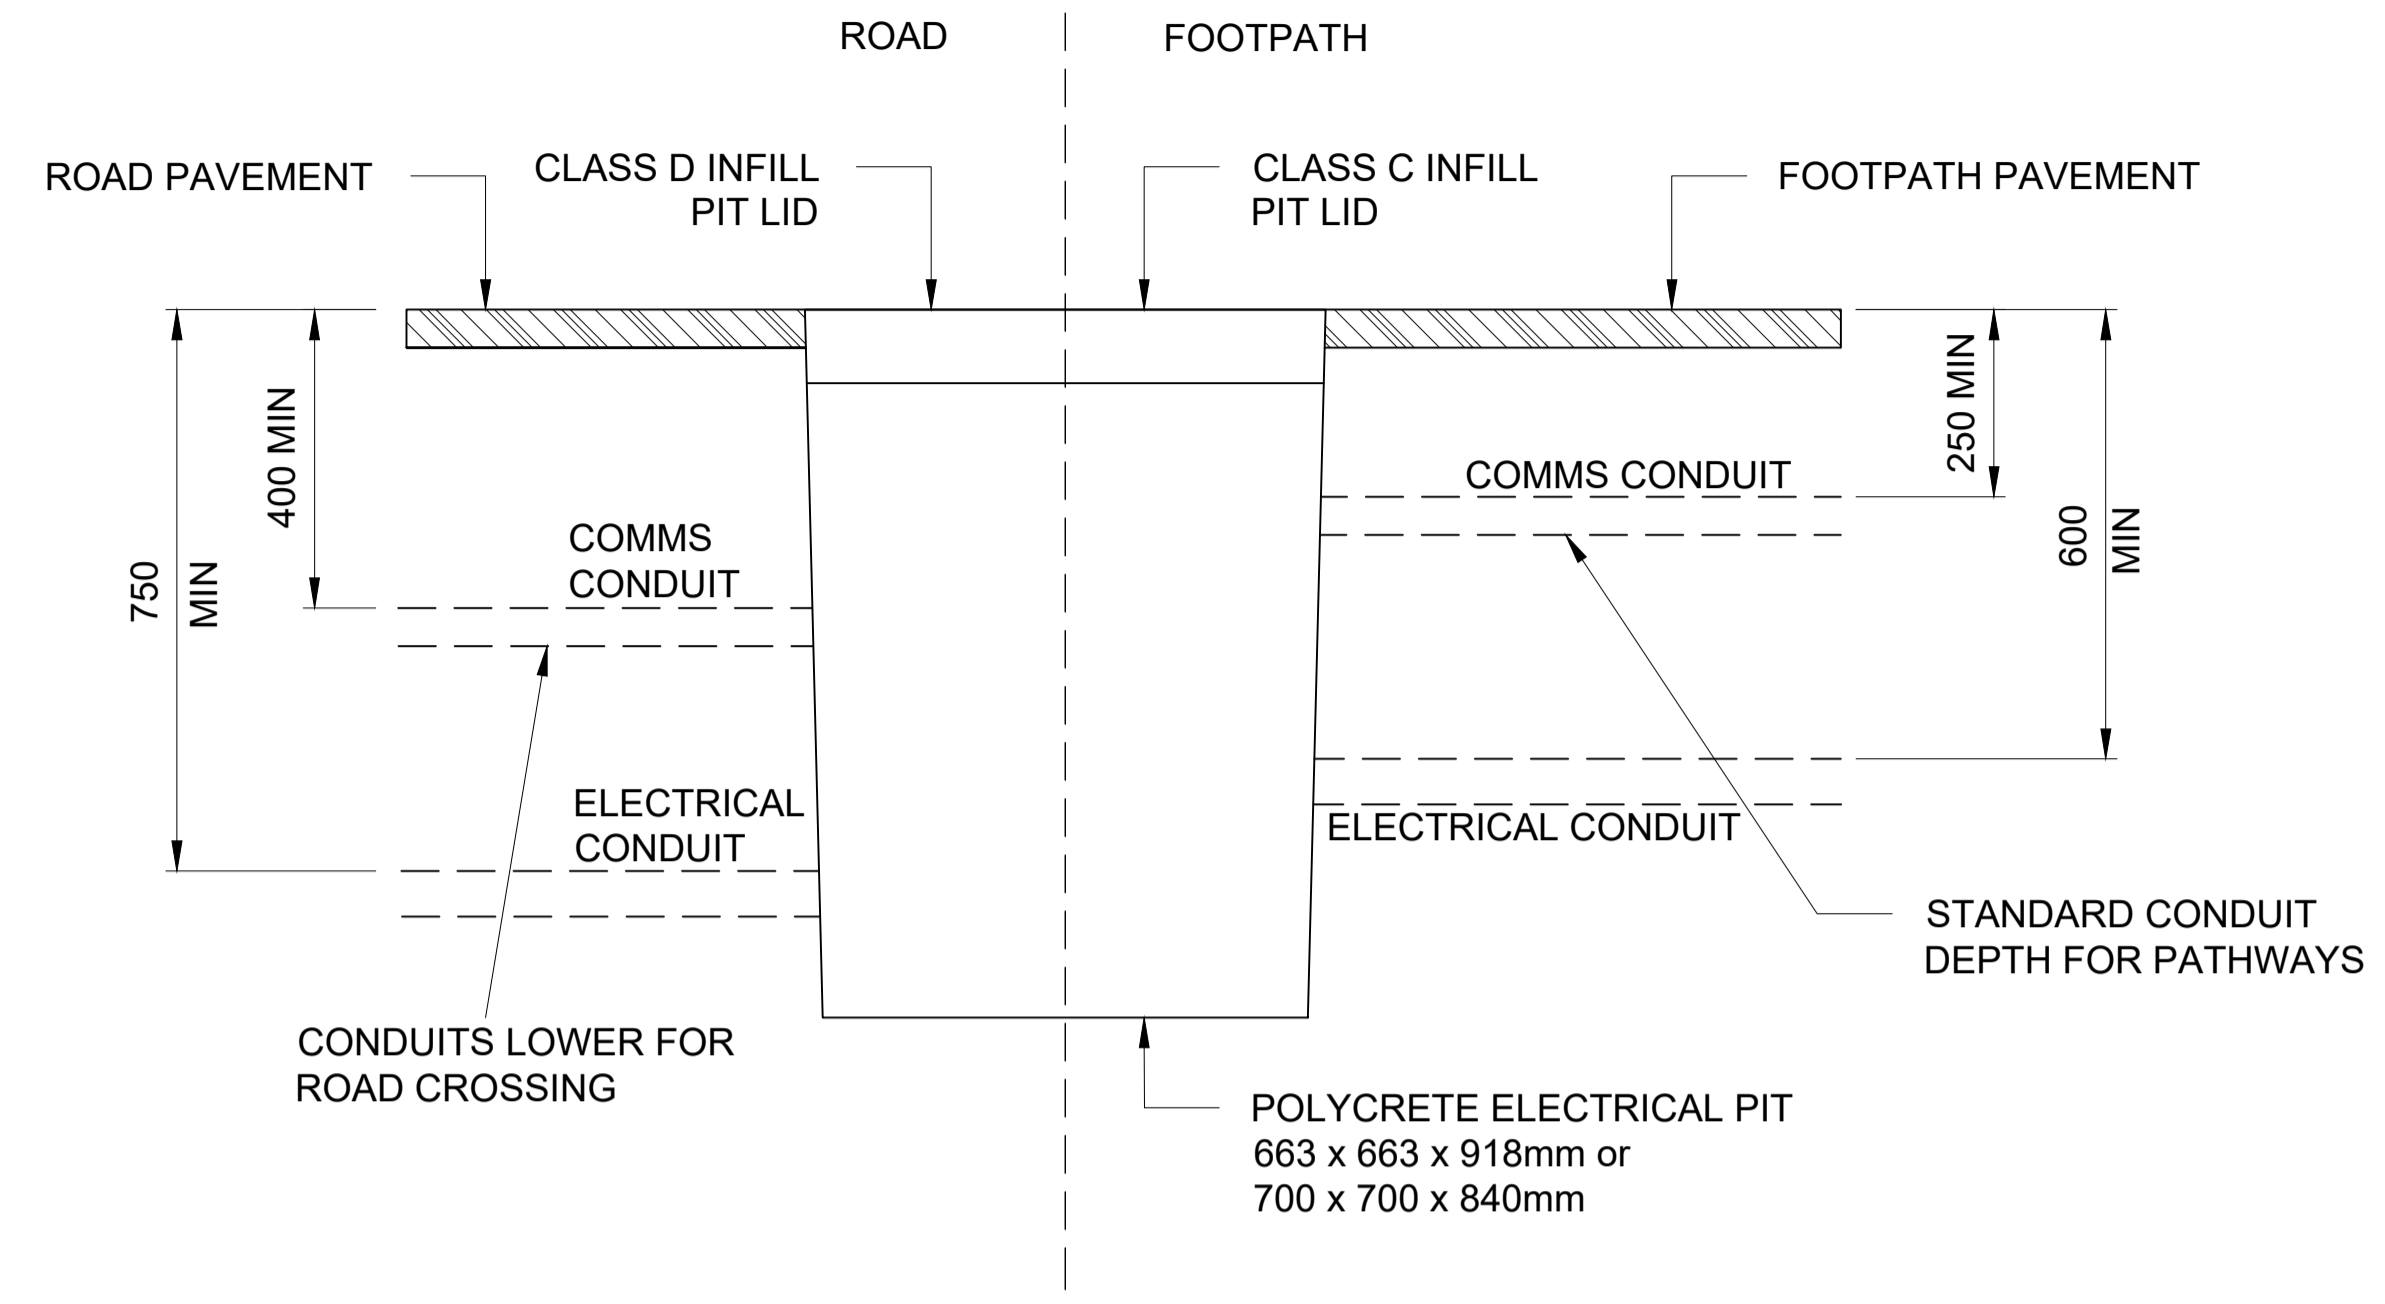 ROAD
FOOTPATH
ROAD PAVEMENT
CLASS D INFILL
PIT LID
CLASS C INFILL
PIT LID
FOOTPATH PAVEMENT
750
MIN
400 MIN
COMMS
CONDUIT
ELECTRICAL
CONDUIT
COMMS CONDUIT
ELECTRICAL CONDUIT
250 MIN
600
MIN
STANDARD CONDUIT
DEPTH FOR PATHWAYS
CONDUITS LOWER FOR
ROAD CROSSING
POLYCRETE ELECTRICAL PIT
663 x 663 x 918mm or
700 x 700 x 840mm